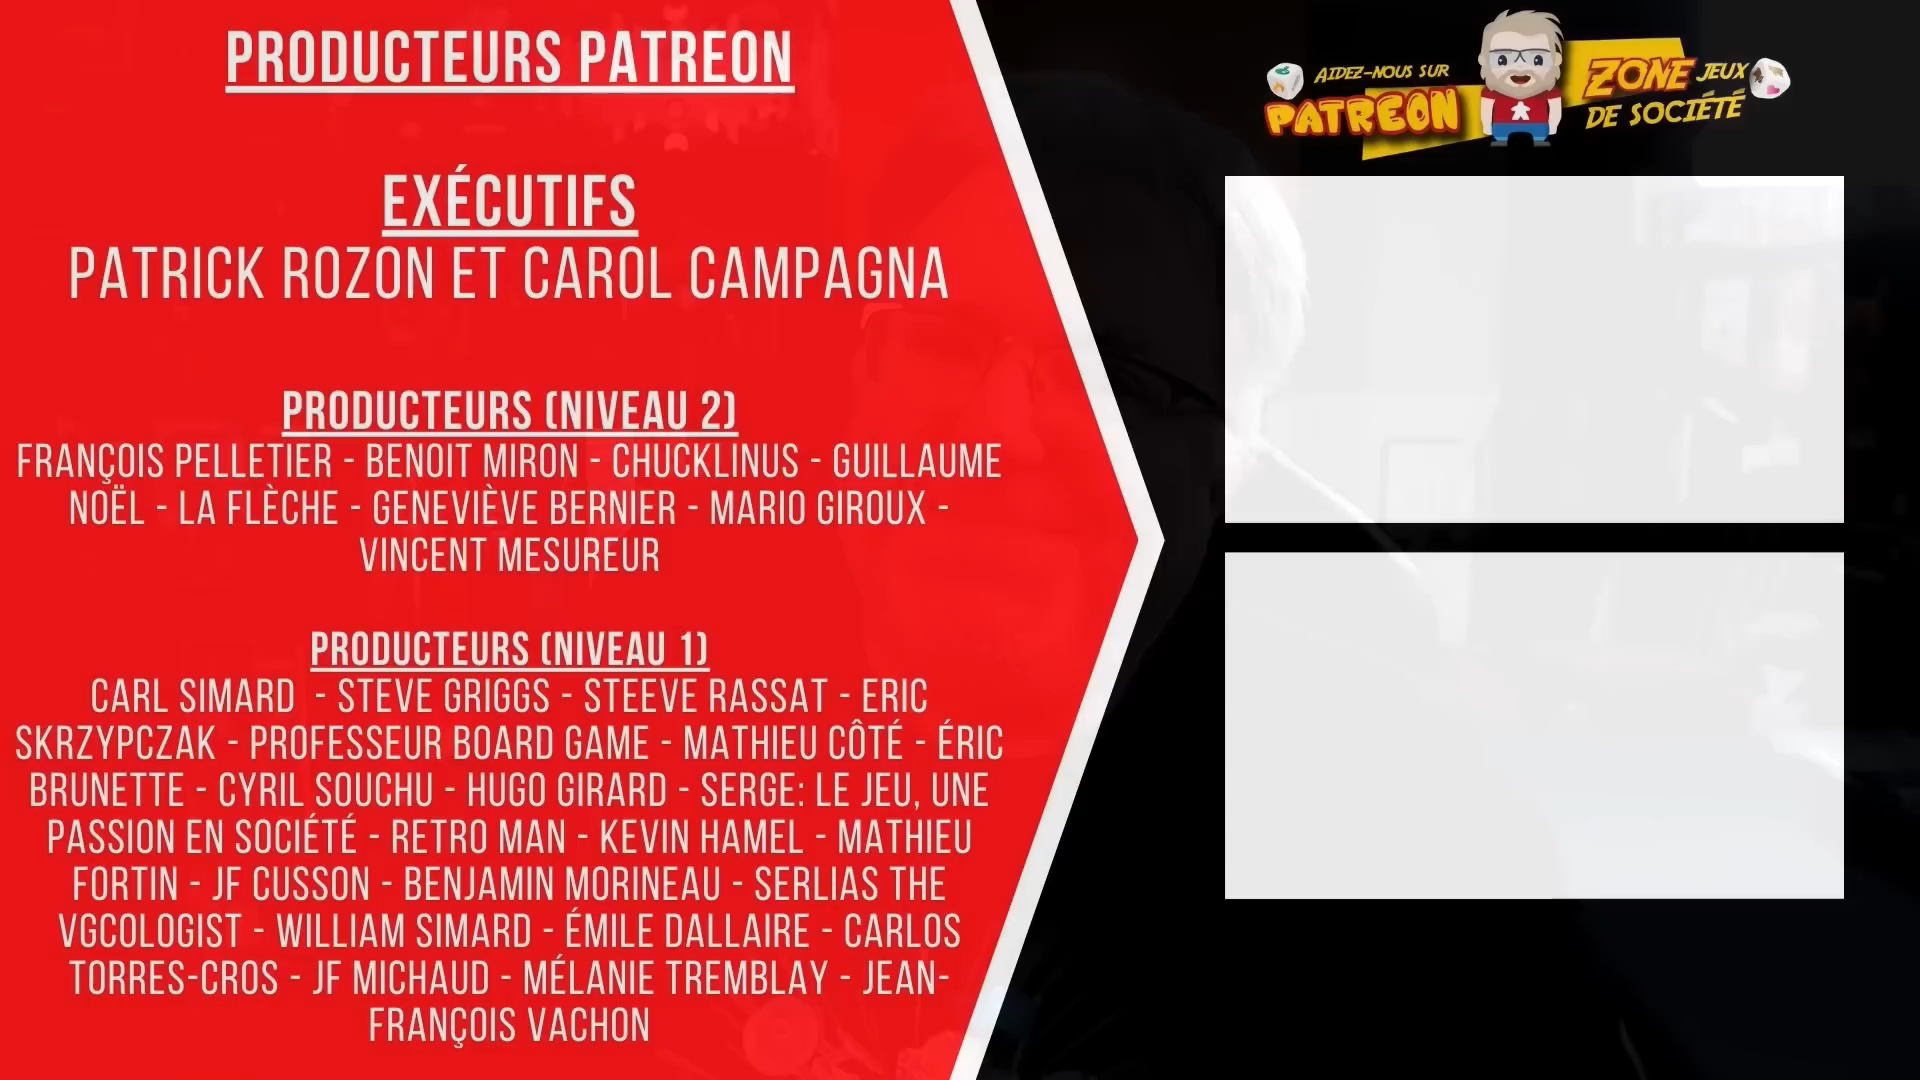 PRODUCTEURS PATREON
EXÉCUTIFS
PATRICK ROZON ET CAROL CAMPAGNA
PRODUCTEURS (NIVEAU 2)
FRANÇOIS PELLETIER - BENOIT MIRON - CHUCKLINUS - GUILLAUME
NOËL - LA FLÈCHE - GENEVIÈVE BERNIER - MARIO GIROUX -
VINCENT MESUREUR
PRODUCTEURS (NIVEAU 1)
CARL SIMARD - STEVE GRIGGS - STEEVE RASSAT - ERIC
SKRZYPCZAK - PROFESSEUR BOARD GAME - MATHIEU CÔTÉ - ÉRIC
BRUNETTE - CYRIL SOUCHU - HUGO GIRARD - SERGE: LE JEU, UNE
PASSION EN SOCIÉTÉ - RETRO MAN - KEVIN HAMEL - MATHIEU
FORTIN - JF CUSSON - BENJAMIN MORINEAU - SERLIAS THE
VGCOLOGIST - WILLIAM SIMARD - ÉMILE DALLAIRE - CARLOS
TORRES-CROS - JF MICHAUD - MÉLANIE TREMBLAY - JEAN-
FRANÇOIS VACHON
AIDEZ-NOUS SUR
PATREON
ZONE JEUX
DE SOCIÉTÉ